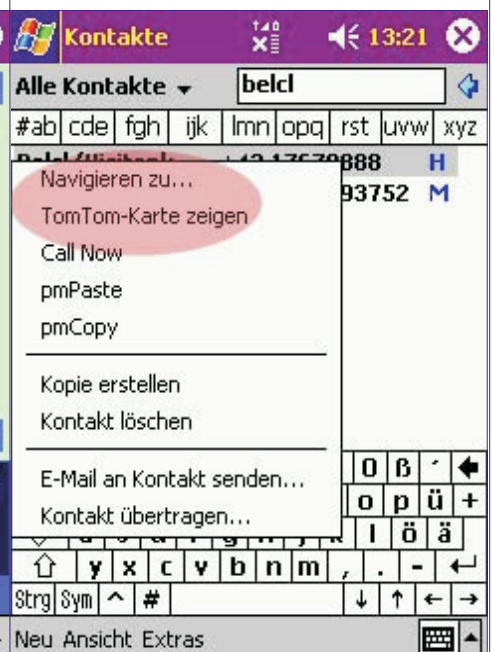 Kontakte 13:21
Alle Kontakte belcl
#ab cde fgh ijk lmn opq rst uvw xyz
888 H
93752 M
Navigieren zu...
TomTom-Karte zeigen
Call Now
pmPaste
pmCopy
Kopie erstellen
Kontakt löschen
E-Mail an Kontakt senden...
Kontakt übertragen...
0 ß ´
o p ü +
l ö ä
y x c v b n m , . -
Strg Sym ^ #
Neu Ansicht Extras